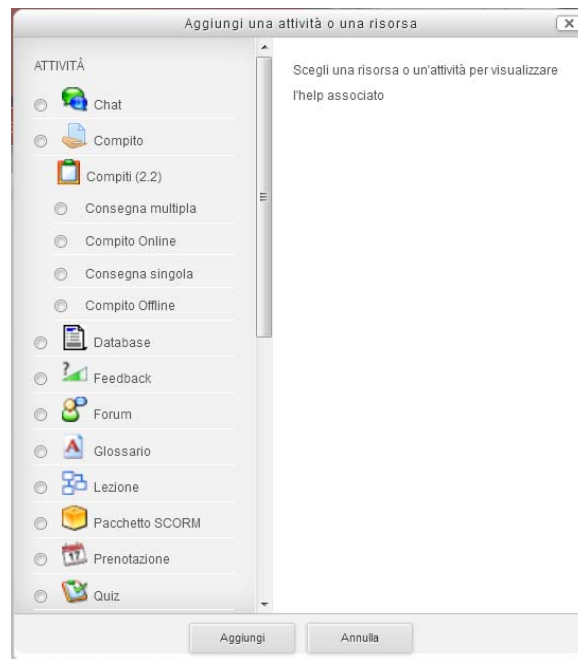 Aggiungi una attività o una risorsa
ATTIVITÀ
Chat
Compito
Compiti (2.2)
Consegna multipla
Compito Online
Consegna singola
Compito Offline
Database
Feedback
Forum
Glossario
Lezione
Pacchetto SCORM
Prenotazione
Quiz
Scegli una risorsa o un'attività per visualizzare
l'help associato
Aggiungi
Annulla